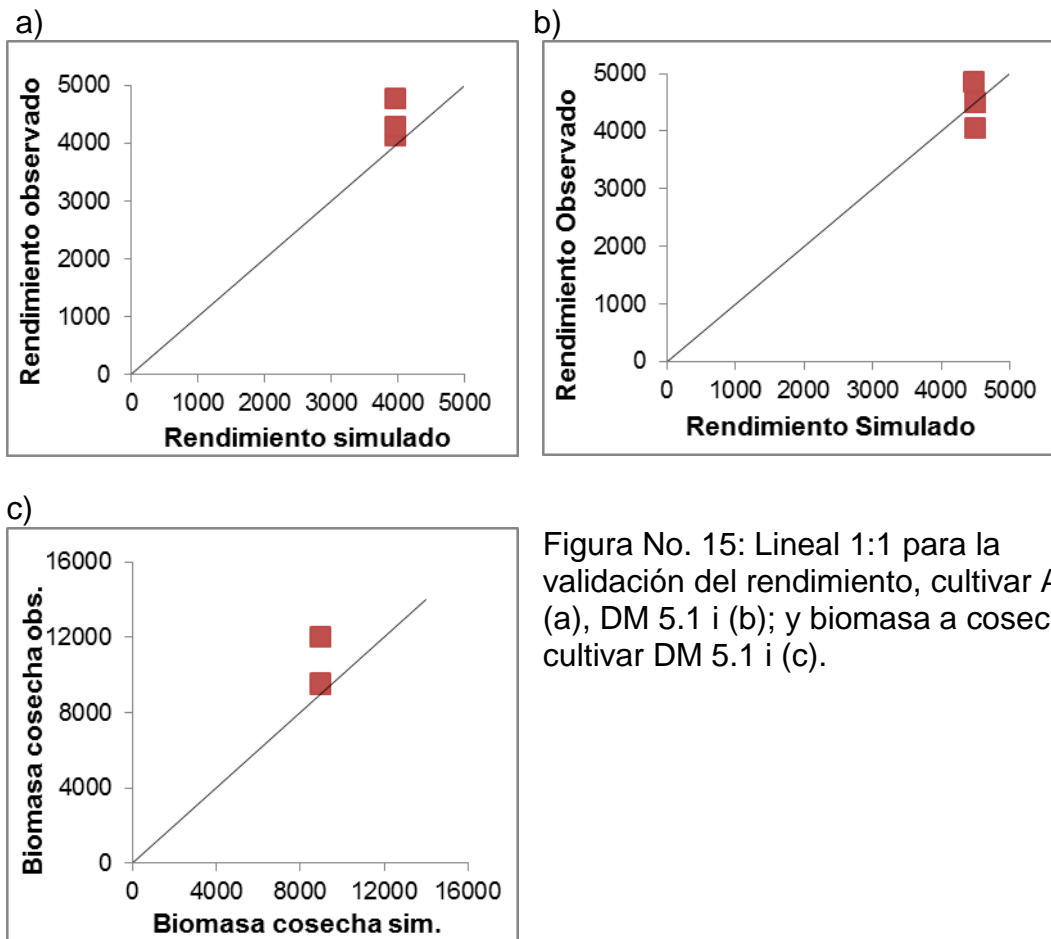 a)
5000
4000
3000
2000
1000
0
0 1000 2000 3000 4000 5000
Rendimiento observado
Rendimiento simulado
b)
5000
4000
3000
2000
1000
0
0 1000 2000 3000 4000 5000
Rendimiento Observado
Rendimiento Simulado
c)
16000
12000
8000
4000
0
0 4000 8000 12000 16000
Biomasa cosecha obs.
Biomasa cosecha sim.
Figura No. 15: Lineal 1:1 para la
validación del rendimiento, cultivar
(a), DM 5.1 i (b); y biomasa a
cultivar DM 5.1 i (c).